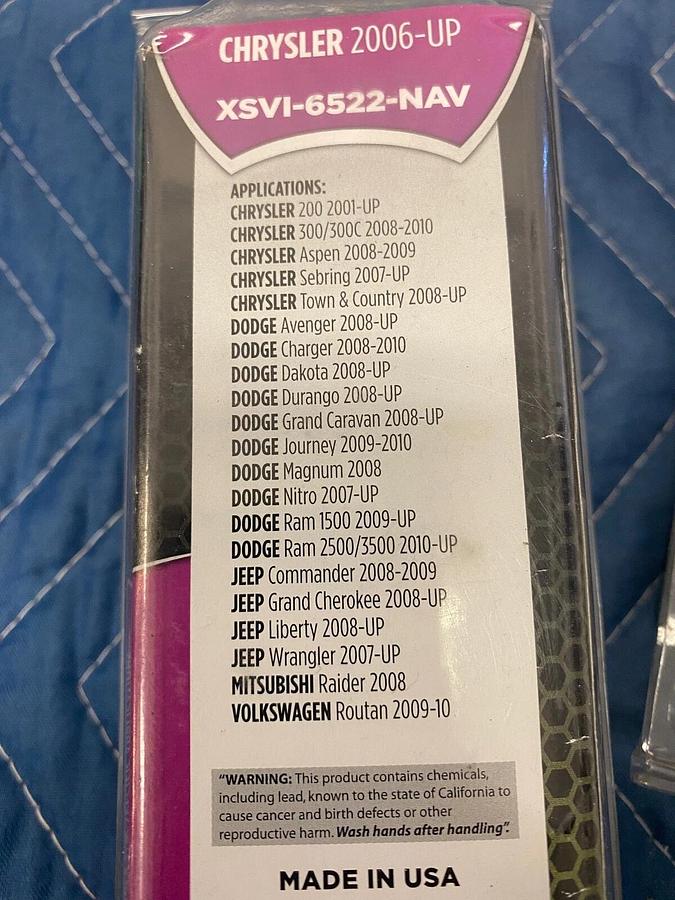 CHRYSLER 2006-UP
XSVI-6522-NAV
APPLICATIONS:
CHRYSLER 200 2001-UP
CHRYSLER 300/300C 2008-2010
CHRYSLER Aspen 2008-2009
CHRYSLER Sebring 2007-UP
CHRYSLER Town & Country 2008-UP
DODGE Avenger 2008-UP
DODGE Charger 2008-2010
DODGE Dakota 2008-UP
DODGE Durango 2008-UP
DODGE Grand Caravan 2008-UP
DODGE Journey 2009-2010
DODGE Magnum 2008
DODGE Nitro 2007-UP
DODGE Ram 1500 2009-UP
DODGE Ram 2500/3500 2010-UP
JEEP Commander 2008-2009
JEEP Grand Cherokee 2008-UP
JEEP Liberty 2008-UP
JEEP Wrangler 2007-UP
MITSUBISHI Raider 2008
VOLKSWAGEN Routan 2009-10
“WARNING: This product contains chemicals,
including lead, known to the state of California to
cause cancer and birth defects or other
reproductive harm. Wash hands after handling”.
MADE IN USA